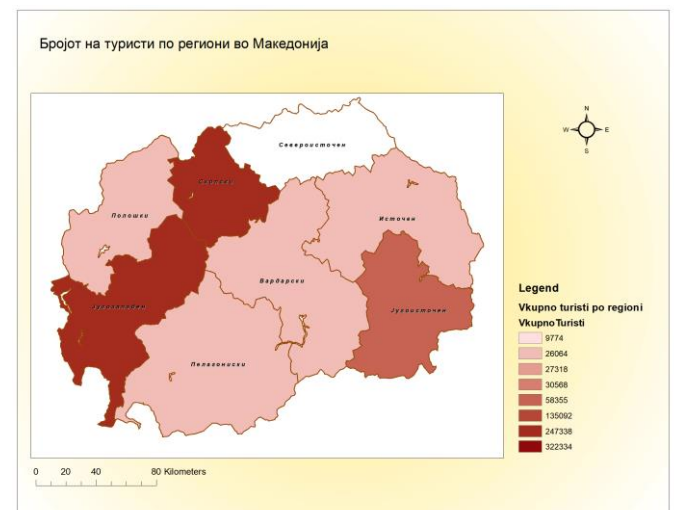 Бројот на туристи по региони во Македонија
N
W
E
S
Североисточен
Скопски
Полошки
Источен
Вардарски
Југозападен
Југоисточен
Пелагониски
Legend
Vkupno turisti po regioni
VkupnoTuristi
9774
26064
27318
30568
58355
135092
247338
322334
0 20 40 80 Kilometers